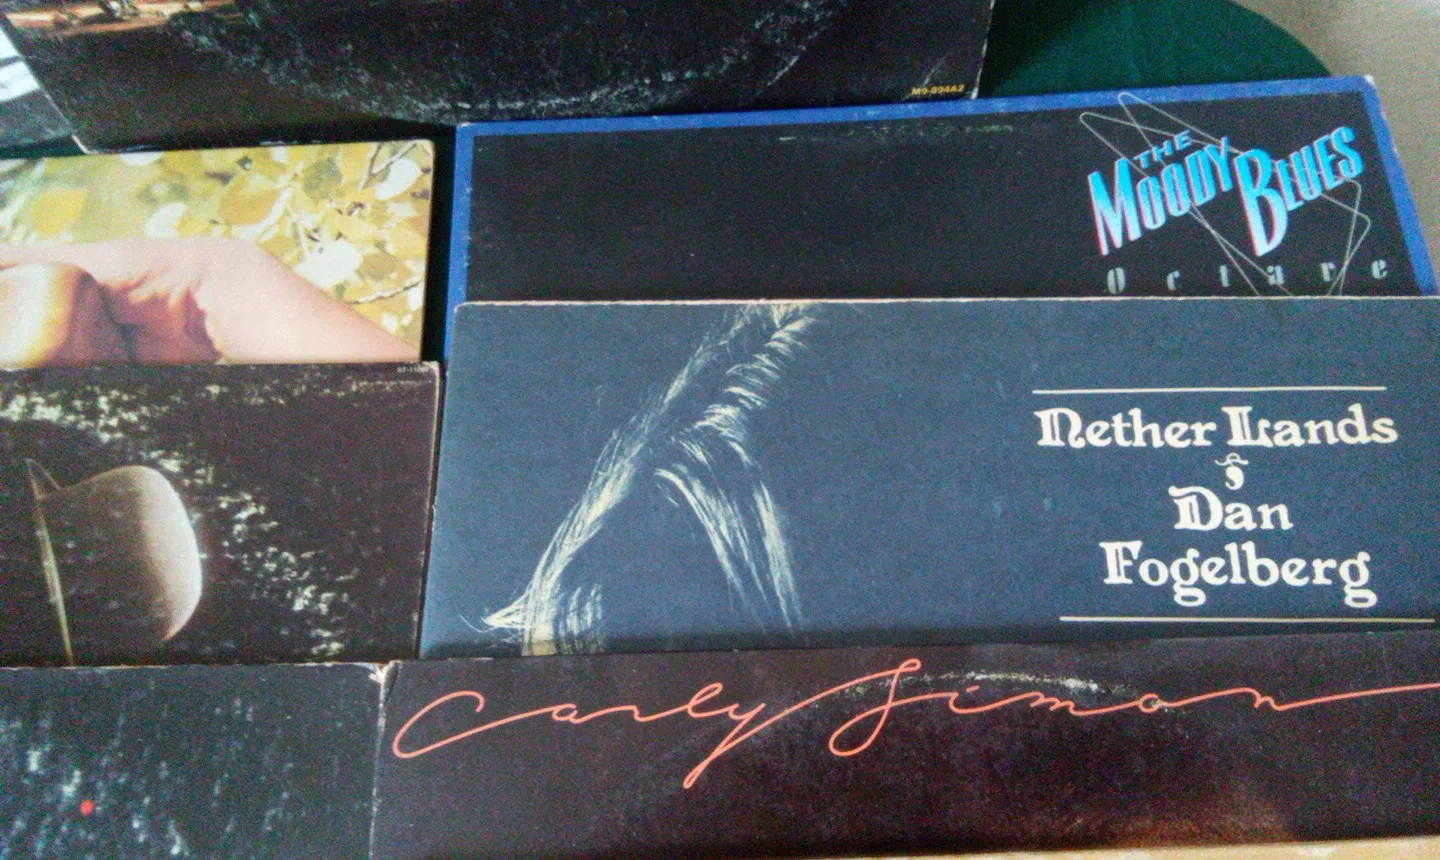 M9-894A2
THE
MOODY BLUES
Octave
Nether Lands
Dan
Fogelberg
Carly Simon